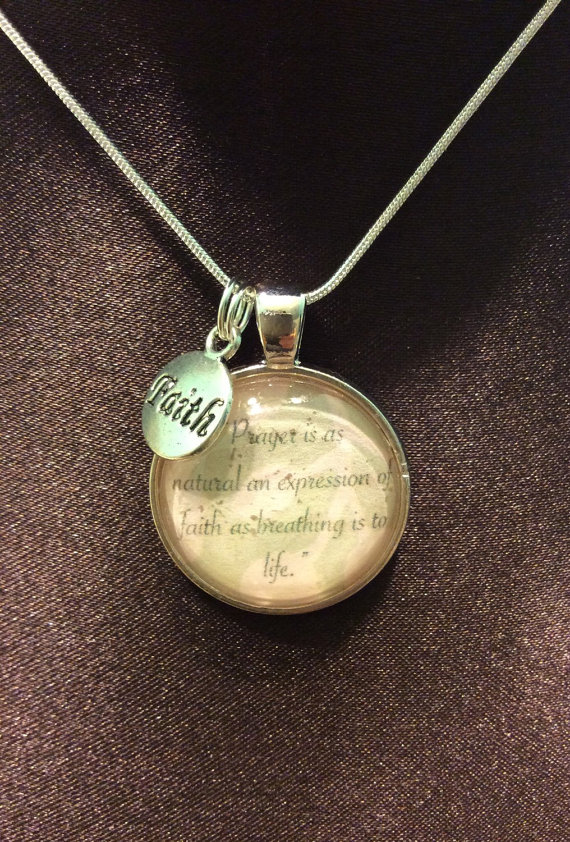 Faith
Prayer is as
natural an expression of
faith as breathing is to
life."